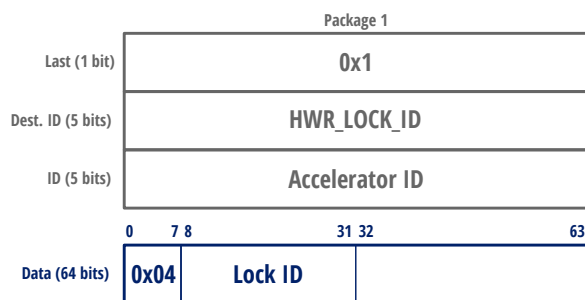 Package 1
Last (1 bit) 0x1
Dest. ID (5 bits) HWR_LOCK_ID
ID (5 bits) Accelerator ID
0 7 8 31 32 63
Data (64 bits) 0x04 Lock ID